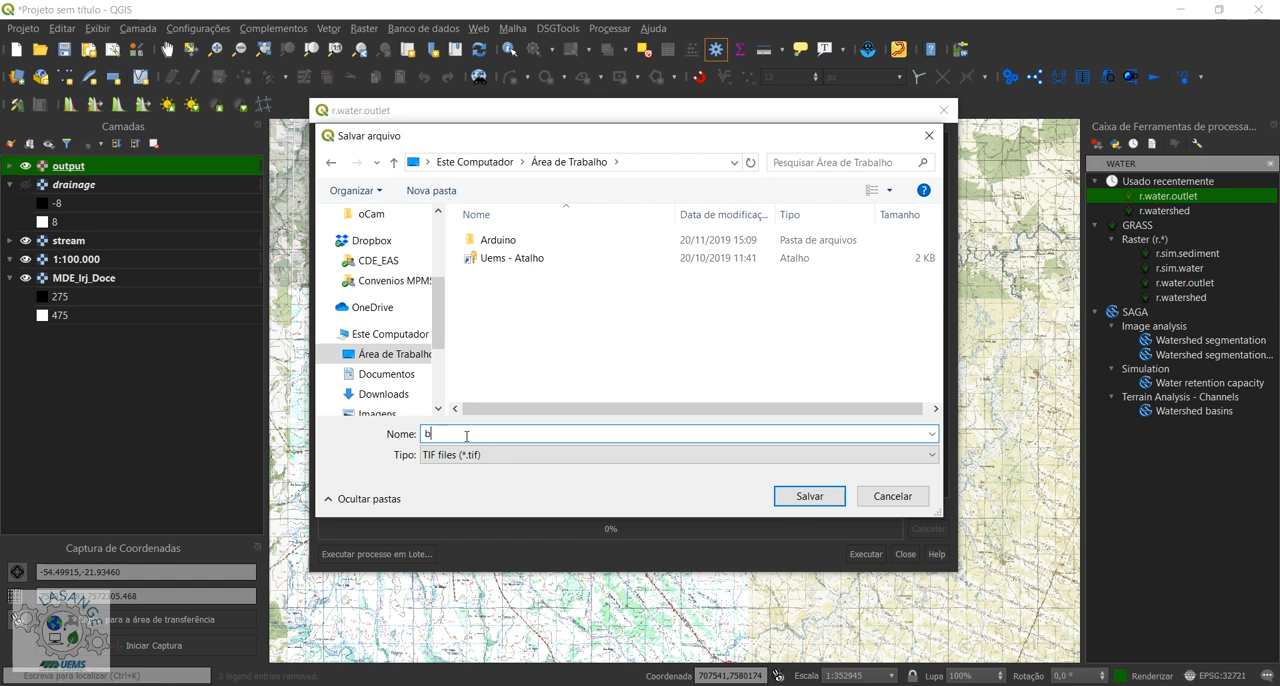 *Projeto sem título - QGIS
Projeto Editar Exibir Camada Configurações Complementos Vetor Raster Banco de dados Web Malha DSGTools Processar Ajuda
12 px
Camadas
output
drainage
-8
8
stream
1:100.000
MDE_Irj_Doce
275
475
Captura de Coordenadas
-54.49915,-21.93460
7572305.468
para a área de transferência
Iniciar Captura
ASANG
UEMS
Escreva para localizar (Ctrl+K)
3 legend entries removed.
r.water.outlet
Salvar arquivo
Este Computador > Área de Trabalho >
Pesquisar Área de Trabalho
Organizar
Nova pasta
Nome Data de modificaç... Tipo Tamanho
Arduino 20/11/2019 15:09 Pasta de arquivos
Uems - Atalho 20/10/2019 11:41 Atalho 2 KB
oCam
Dropbox
CDE_EAS
Convenios MPMS
OneDrive
Este Computador
Área de Trabalho
Documentos
Downloads
Imagens
Nome: b
Tipo: TIF files (*.tif)
Ocultar pastas
Salvar
Cancelar
0%
Cancelar
Executar processo em Lote...
Executar Close Help
Caixa de Ferramentas de processa...
WATER
Usado recentemente
r.water.outlet
r.watershed
GRASS
Raster (r.*)
r.sim.sediment
r.sim.water
r.water.outlet
r.watershed
SAGA
Image analysis
Watershed segmentation
Watershed segmentation...
Simulation
Water retention capacity
Terrain Analysis - Channels
Watershed basins
Coordenada 707541,7580174 Escala 1:352945 Lupa 100% Rotação 0,0 ° Renderizar EPSG:32721